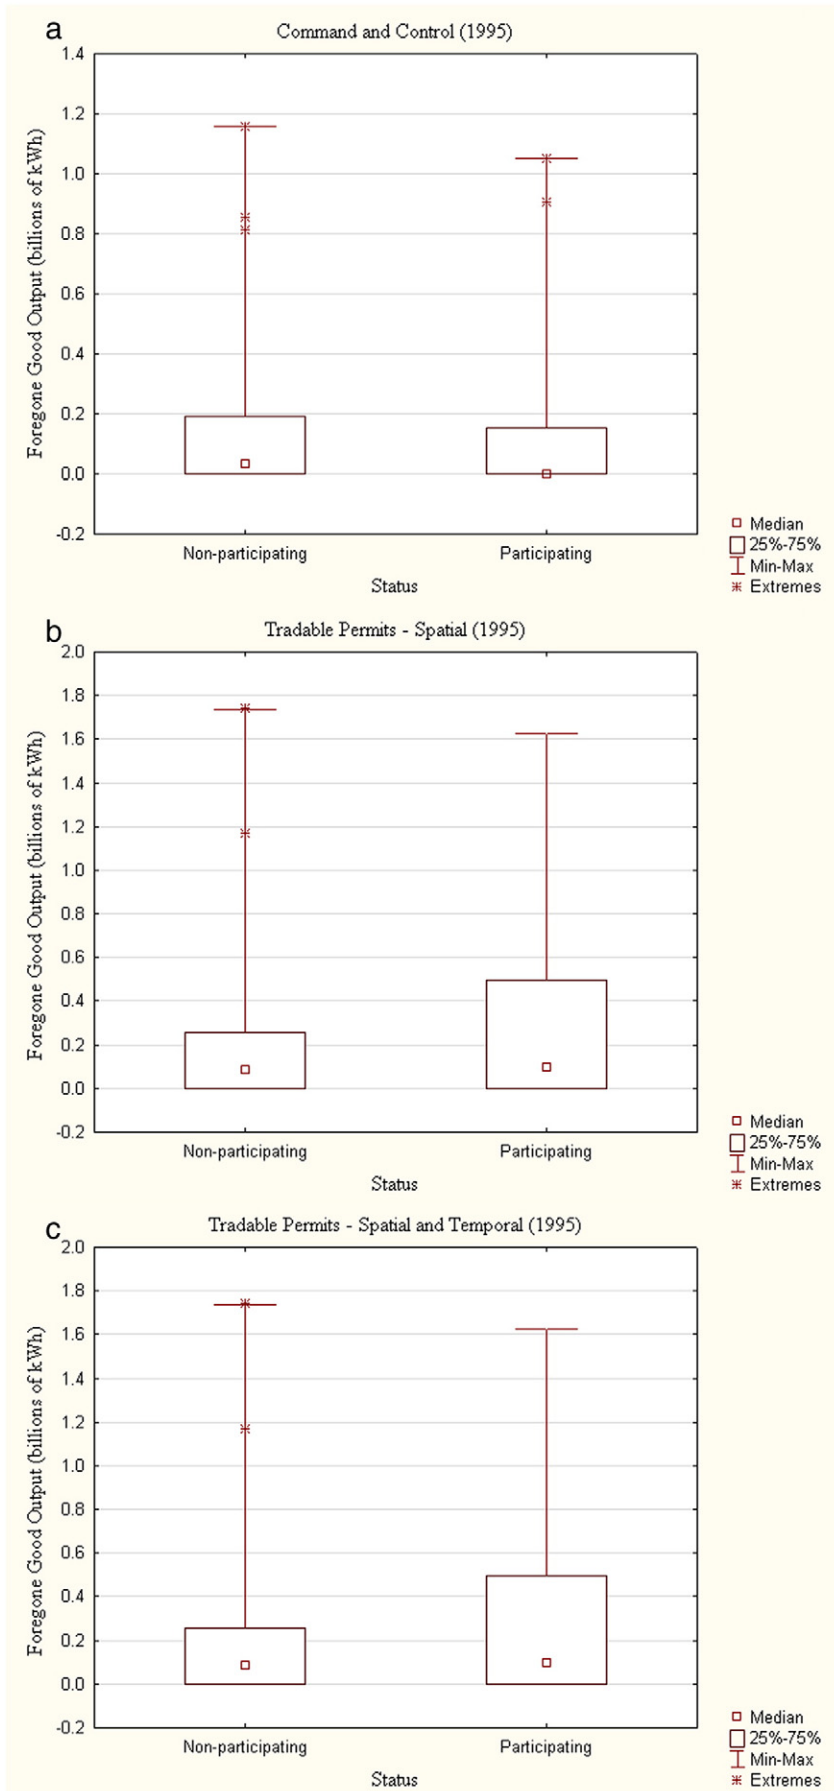 a
Command and Control (1995)
1.4
1.2
1.0
0.8
0.6
0.4
0.2
0.0
-0.2
Foregone Good Output (billions of kWh)
Non-participating Participating
Status
Median
25%-75%
Min-Max
Extremes
b
Tradable Permits - Spatial (1995)
2.0
1.8
1.6
1.4
1.2
1.0
0.8
0.6
0.4
0.2
0.0
-0.2
Foregone Good Output (billions of kWh)
Non-participating Participating
Status
Median
25%-75%
Min-Max
Extremes
c
Tradable Permits - Spatial and Temporal (1995)
2.0
1.8
1.6
1.4
1.2
1.0
0.8
0.6
0.4
0.2
0.0
-0.2
Foregone Good Output (billions of kWh)
Non-participating Participating
Status
Median
25%-75%
Min-Max
Extremes